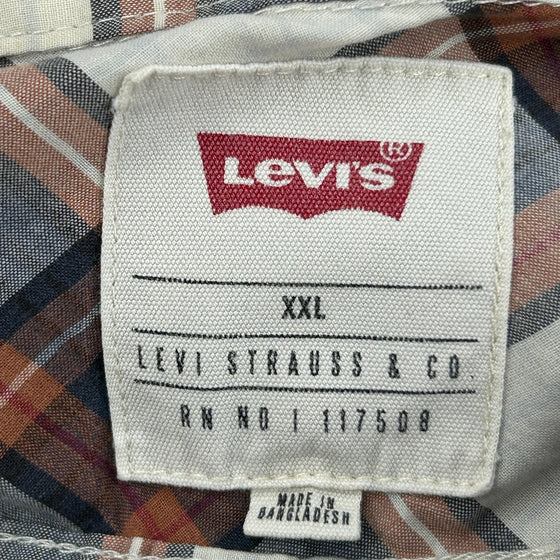 Levi's®
XXL
LEVI STRAUSS & CO.
RN NO | 117508
MADE IN
BANGLADESH